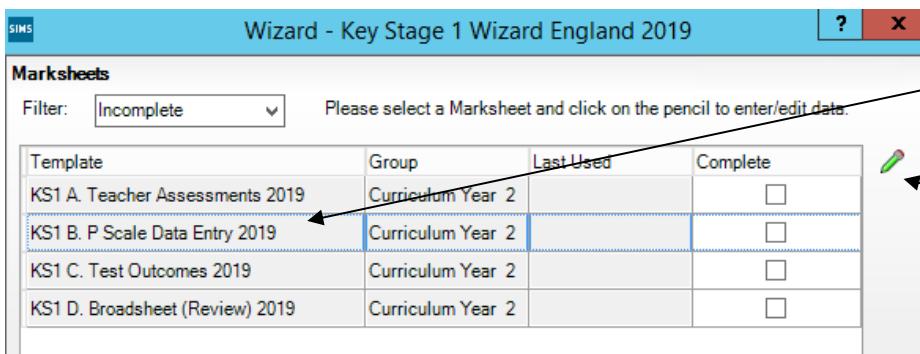 SIMS Wizard - Key Stage 1 Wizard England 2019 ? x
Marksheets
Filter: Incomplete Please select a Marksheet and click on the pencil to enter/edit data.
Template Group Last Used Complete
KS1 A. Teacher Assessments 2019 Curriculum Year 2
KS1 B. P Scale Data Entry 2019 Curriculum Year 2
KS1 C. Test Outcomes 2019 Curriculum Year 2
KS1 D. Broadsheet (Review) 2019 Curriculum Year 2